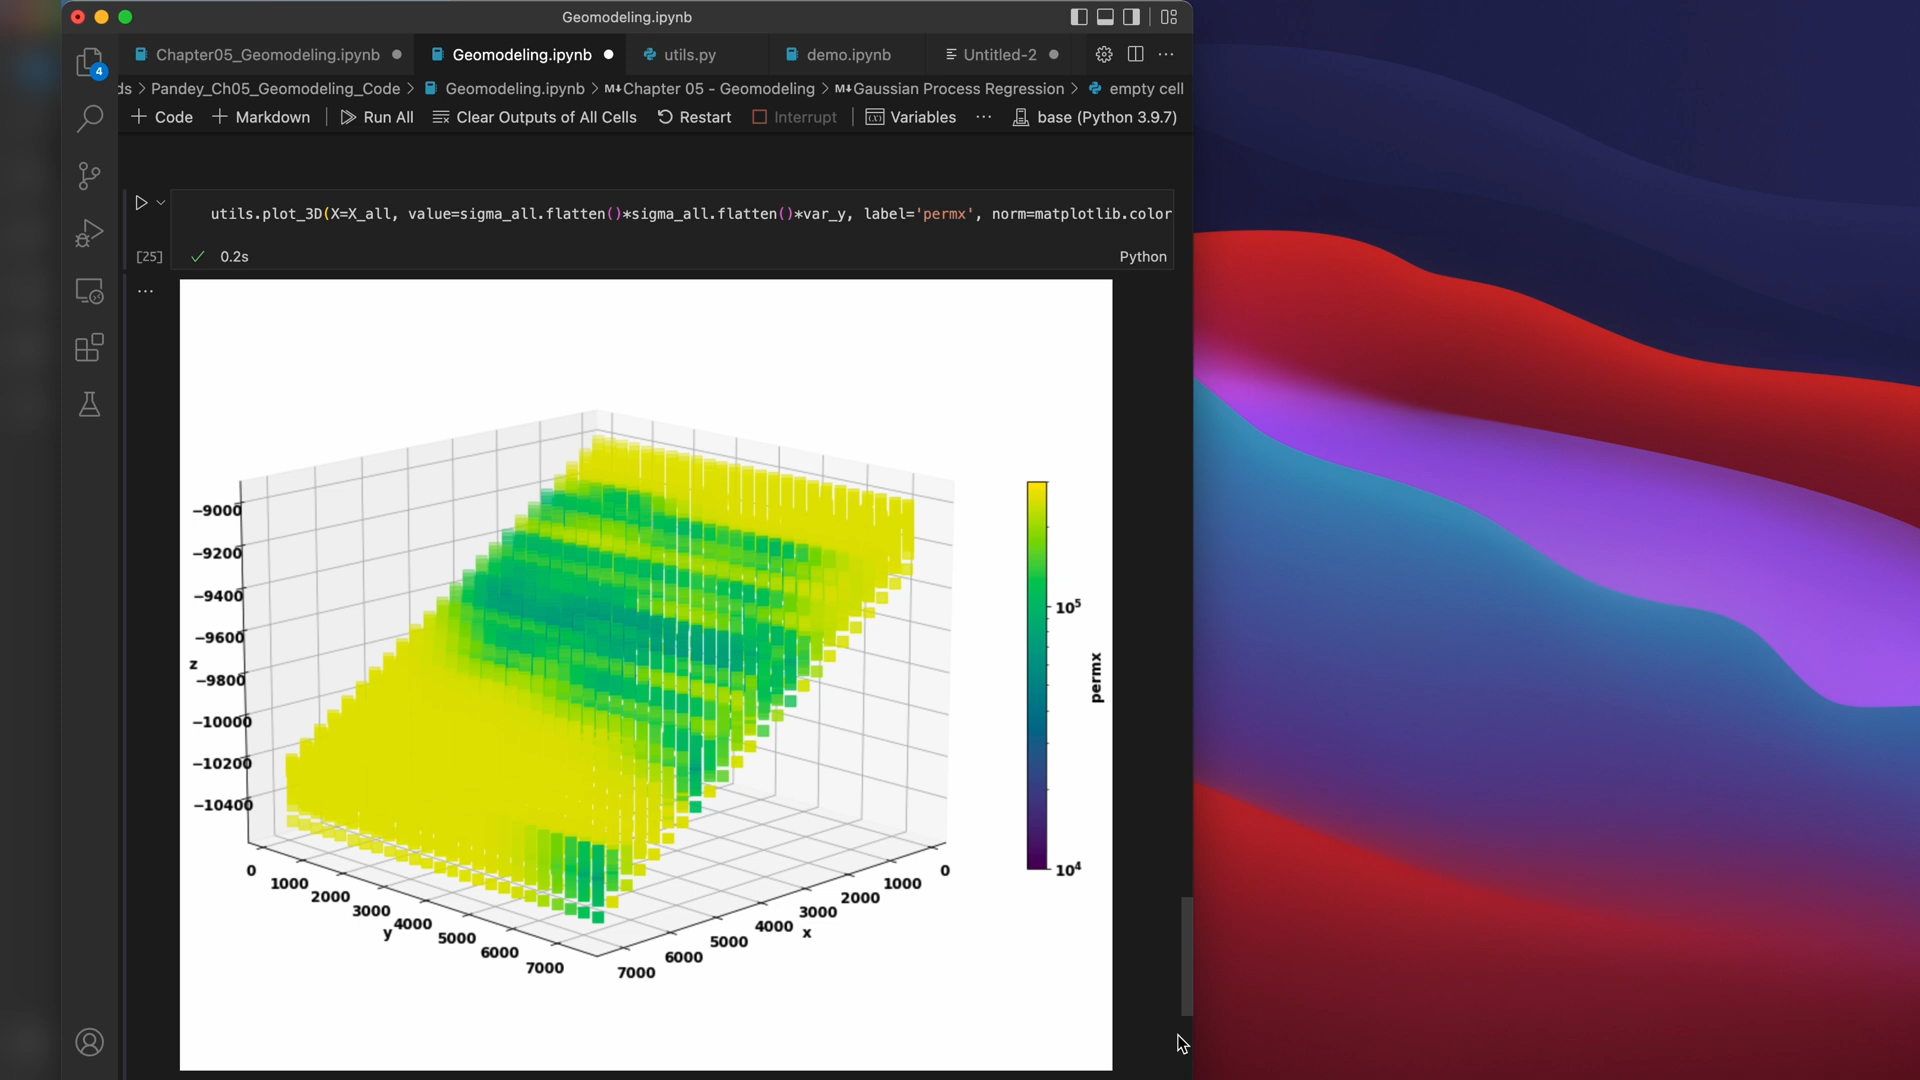 Geomodeling.ipynb
4
Chapter05_Geomodeling.ipynb
Geomodeling.ipynb
utils.py
demo.ipynb
Untitled-2
ds > Pandey_Ch05_Geomodeling_Code > Geomodeling.ipynb > M↓Chapter 05 - Geomodeling > M↓Gaussian Process Regression > empty cell
+ Code
+ Markdown
Run All
Clear Outputs of All Cells
Restart
Interrupt
(x) Variables
...
base (Python 3.9.7)
utils.plot_3D(X=X_all, value=sigma_all.flatten()*sigma_all.flatten()*var_y, label='permx', norm=matplotlib.color
[25]
0.2s
Python
...
−9000
−9200
−9400
−9600
z
−9800
−10000
−10200
−10400
0
1000
2000
3000
4000
5000
6000
7000
y
7000
6000
5000
4000
3000
2000
1000
0
x
10⁵
permx
10⁴